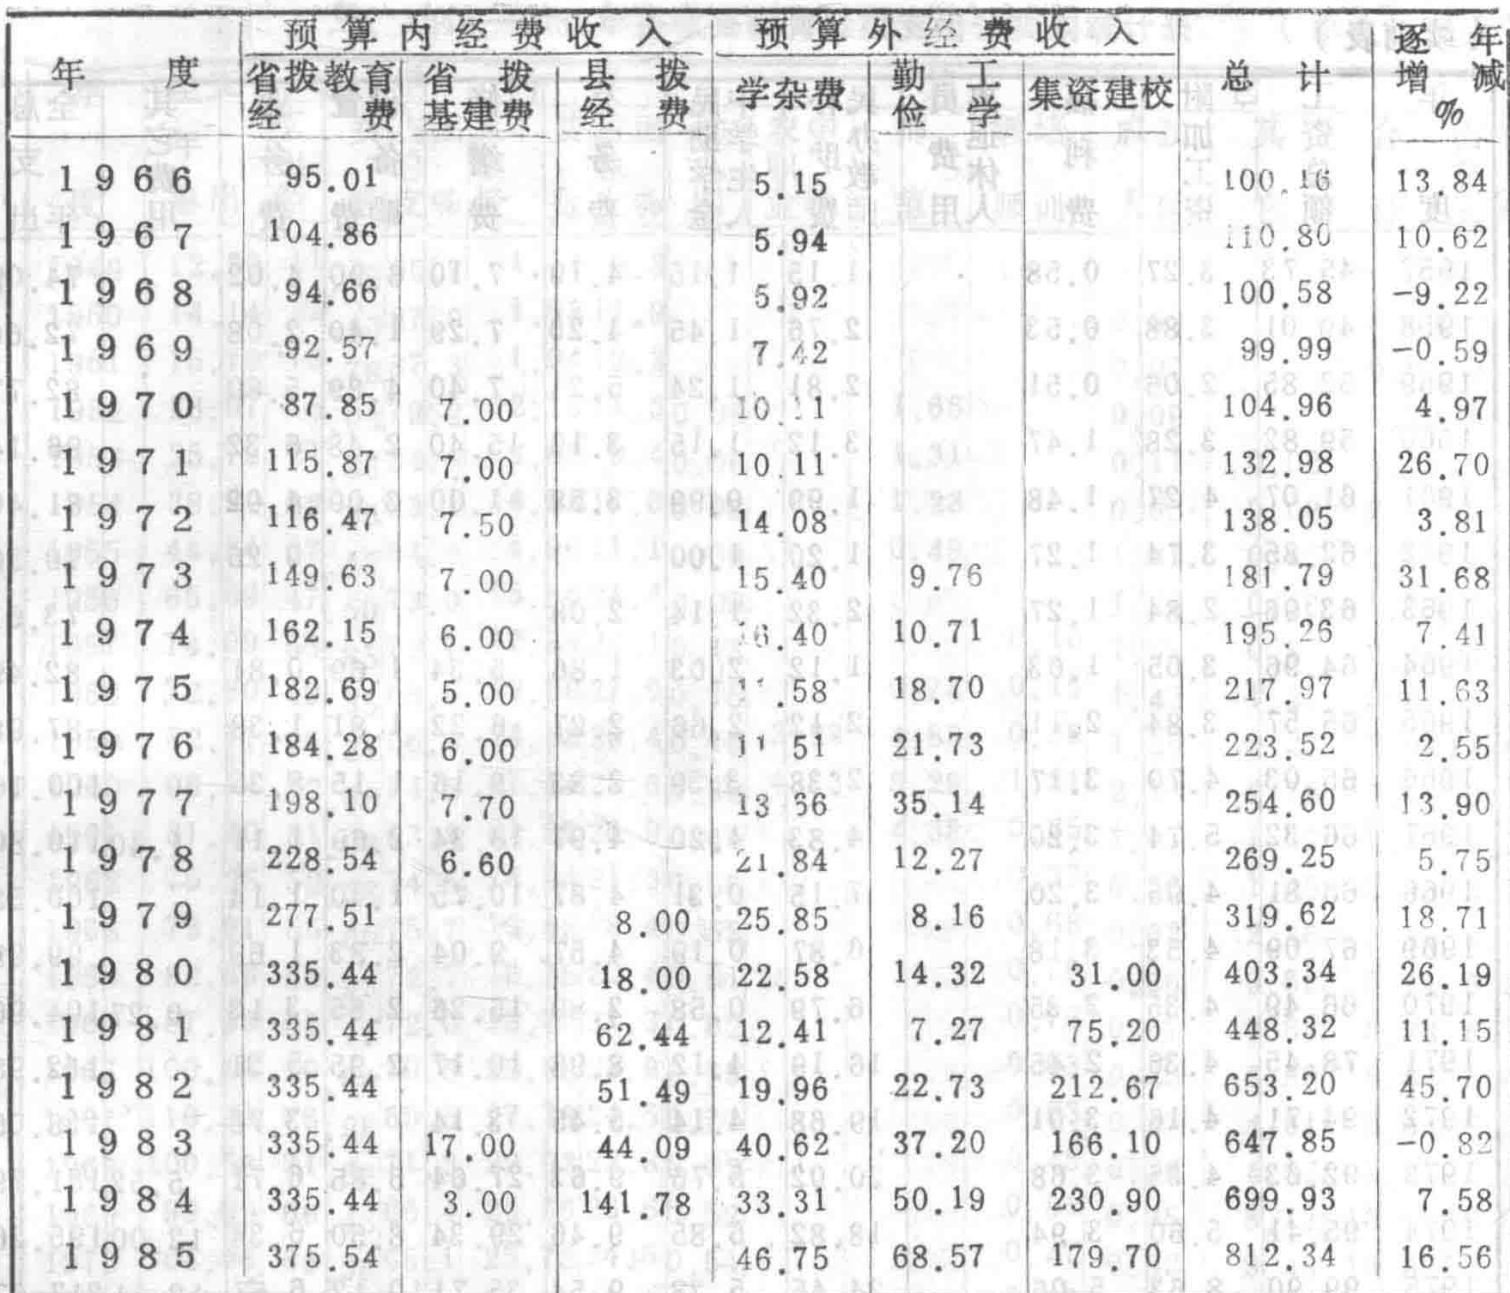 年度 预算内经费收入 预算外经费收入 总计 逐年增减%
省拨教育经费 省拨基建费 县拨经费 学杂费 勤工俭学 集资建校
1966 95.01 5.15 100.16 13.84
1967 104.86 5.94 110.80 10.62
1968 94.66 5.92 100.58 -9.22
1969 92.57 7.42 99.99 -0.59
1970 87.85 7.00 104.96 4.97
1971 115.87 7.00 10.11 132.98 26.70
1972 116.47 7.50 14.08 138.05 3.81
1973 149.63 7.00 15.40 9.76 181.79 31.68
1974 162.15 6.00 16.40 10.71 195.26 7.41
1975 182.69 5.00 18.70 217.97 11.63
1976 184.28 6.00 11.51 21.73 223.52 2.55
1977 198.10 7.70 13.66 35.14 254.60 13.90
1978 228.54 6.60 21.84 12.27 269.25 5.75
1979 277.51 8.00 25.85 8.16 319.62 18.71
1980 335.44 18.00 22.58 14.32 31.00 403.34 26.19
1981 335.44 62.44 12.41 7.27 75.20 448.32 11.15
1982 335.44 51.49 19.96 22.73 212.67 653.20 45.70
1983 335.44 17.00 44.09 40.62 37.20 166.10 647.85 -0.82
1984 335.44 3.00 141.78 33.31 50.19 230.90 699.93 7.58
1985 375.54 46.75 68.57 179.70 812.34 16.56